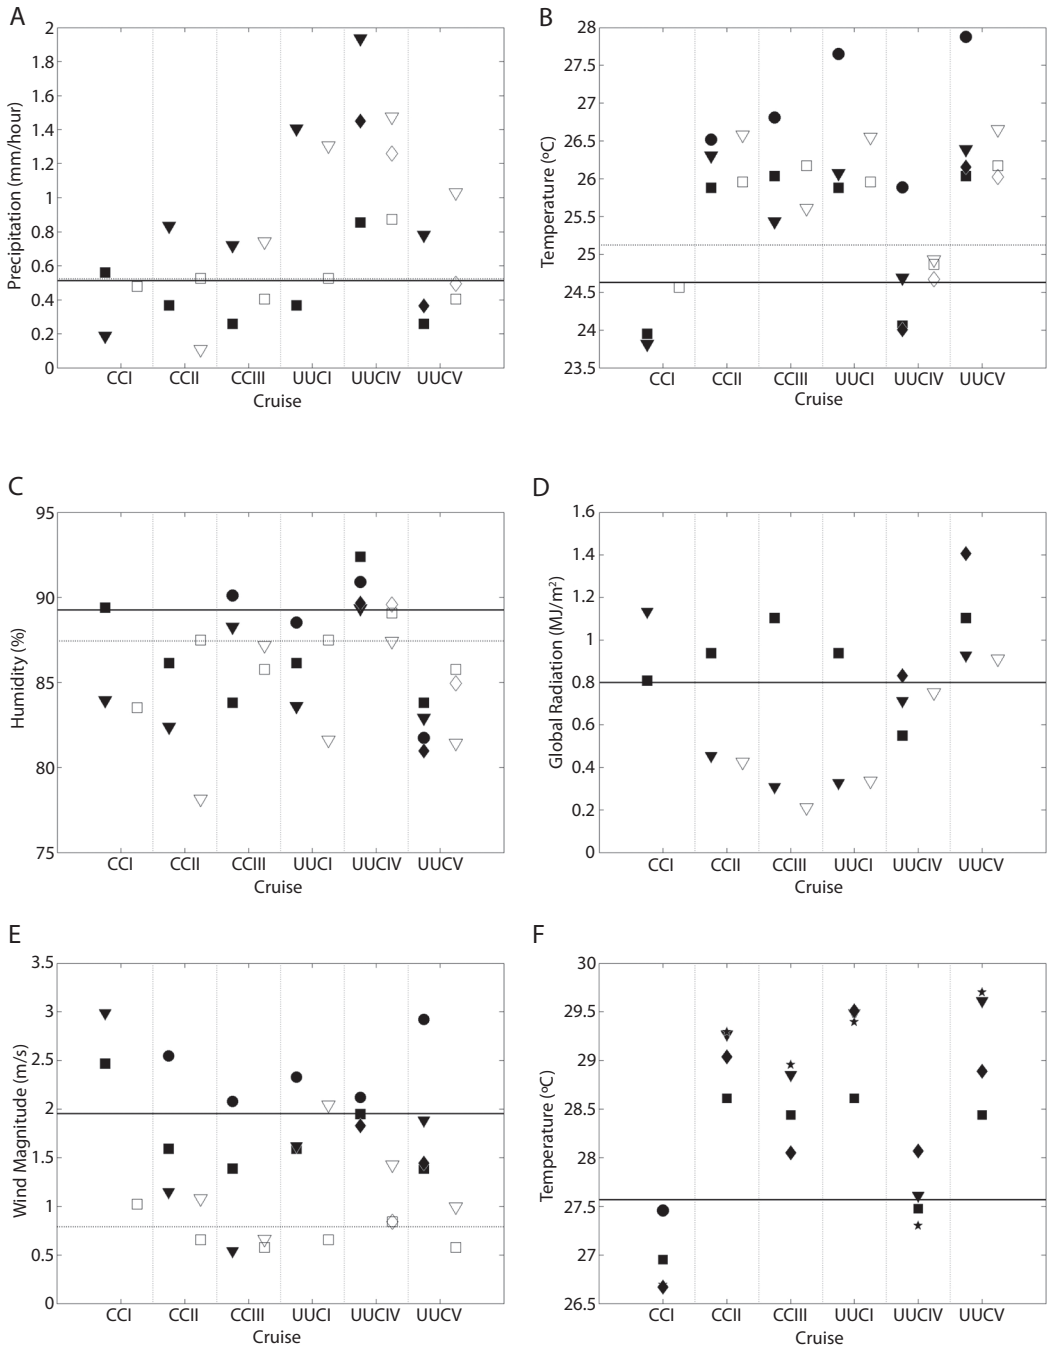 A
Precipitation (mm/hour)
2
1.8
1.6
1.4
1.2
1
0.8
0.6
0.4
0.2
0
CCI CCII CCIII UUCI UUCIV UUCV
Cruise
B
Temperature (ºC)
28
27.5
27
26.5
26
25.5
25
24.5
24
23.5
CCI CCII CCIII UUCI UUCIV UUCV
Cruise
C
Humidity (%)
95
90
85
80
75
CCI CCII CCIII UUCI UUCIV UUCV
Cruise
D
Global Radiation (MJ/m²)
1.6
1.4
1.2
1
0.8
0.6
0.4
0.2
0
CCI CCII CCIII UUCI UUCIV UUCV
Cruise
E
Wind Magnitude (m/s)
3.5
3
2.5
2
1.5
1
0.5
0
CCI CCII CCIII UUCI UUCIV UUCV
Cruise
F
Temperature (ºC)
30
29.5
29
28.5
28
27.5
27
26.5
CCI CCII CCIII UUCI UUCIV UUCV
Cruise